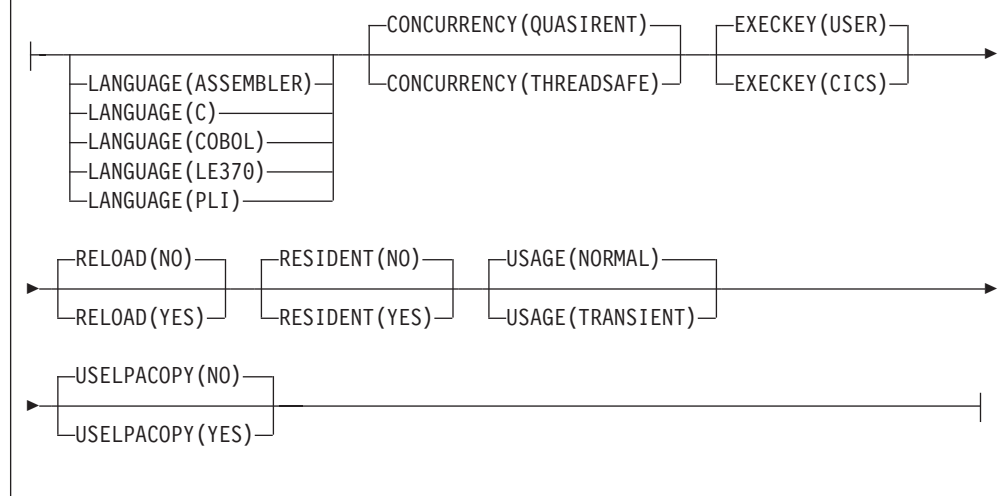 CONCURRENCY(QUASIRENT) EXECKEY(USER)
LANGUAGE(ASSEMBLER) CONCURRENCY(THREADSAFE) EXECKEY(CICS)
LANGUAGE(C)
LANGUAGE(COBOL)
LANGUAGE(LE370)
LANGUAGE(PLI)
RELOAD(NO) RESIDENT(NO) USAGE(NORMAL)
RELOAD(YES) RESIDENT(YES) USAGE(TRANSIENT)
USELPACOPY(NO)
USELPACOPY(YES)